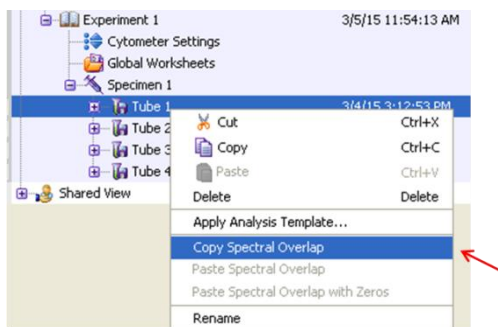 Experiment 1 3/5/15 11:54:13 AM
Cytometer Settings
Global Worksheets
Specimen 1
Tube 1 3/4/15 3:12:53 PM
Tube 2
Tube 3
Tube 4
Shared View
Cut Ctrl+X
Copy Ctrl+C
Paste Ctrl+V
Delete Delete
Apply Analysis Template...
Copy Spectral Overlap
Paste Spectral Overlap
Paste Spectral Overlap with Zeros
Rename